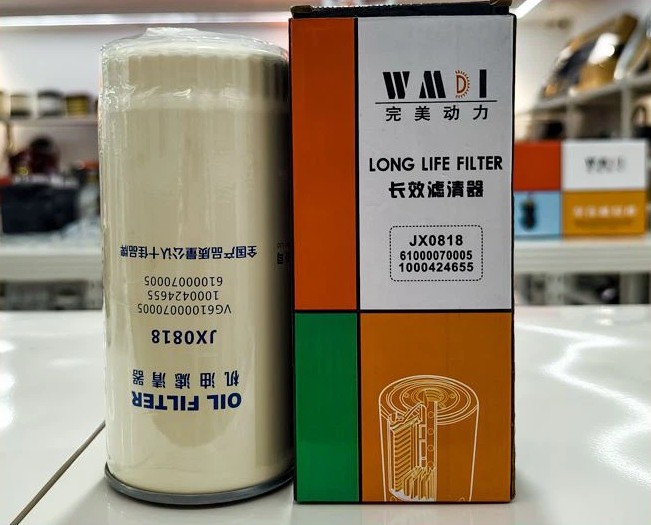 OIL FILTER
机油滤清器
JX0818
VG61000070005
1000424655
61000070005
全国产品质量公认十佳品牌
WMDI
完美动力
LONG LIFE FILTER
长效滤清器
JX0818
61000070005
1000424655
WMDI